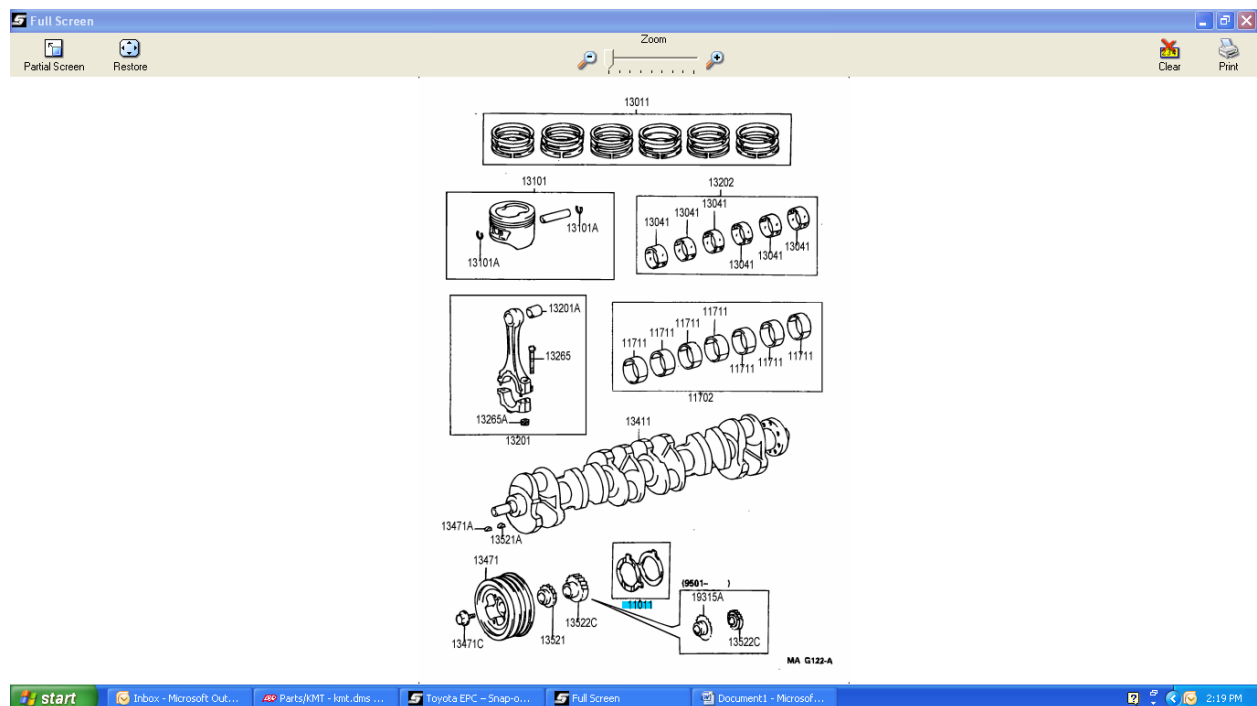 Full Screen
Partial Screen
Restore
Zoom
Clear
Print
13011
13101
13101A
13101A
13202
13041
13041
13041
13041
13041
13041
13201A
13265
13265A
13201
11711
11711
11711
11711
11711
11711
11711
11702
13411
13471A
13521A
13471
13471C
13521
13522C
11011
(9501- )
19315A
13522C
MA G122-A
start
Inbox - Microsoft Out...
Parts/KMT - kmt.dms ...
Toyota EPC – Snap-o...
Full Screen
Document1 - Microsof...
2:19 PM